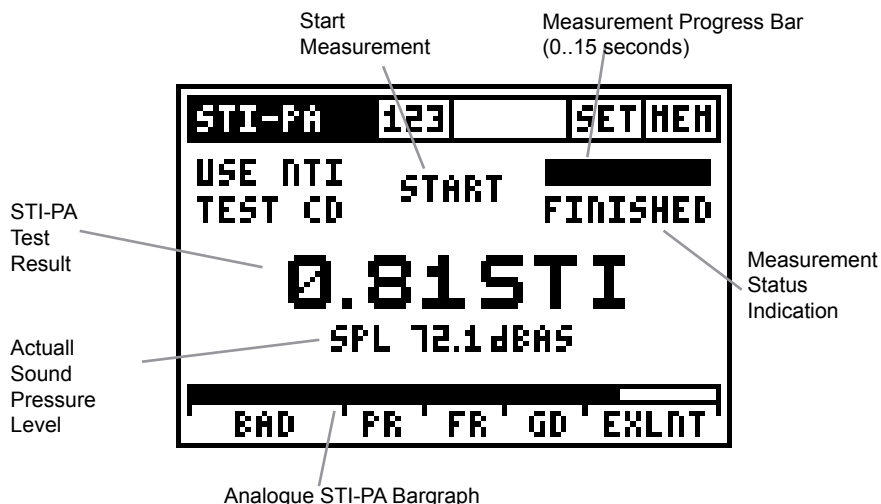 Start
Measurement
Measurement Progress Bar
(0..15 seconds)
STI-PA 123 SET MEM
USE NTI
TEST CD
START
FINISHED
STI-PA
Test
Result
0.81STI
Measurement
Status
Indication
SPL 72.1dBAS
Actuall
Sound
Pressure
Level
BAD PR FR GD EXLNT
Analogue STI-PA Bargraph